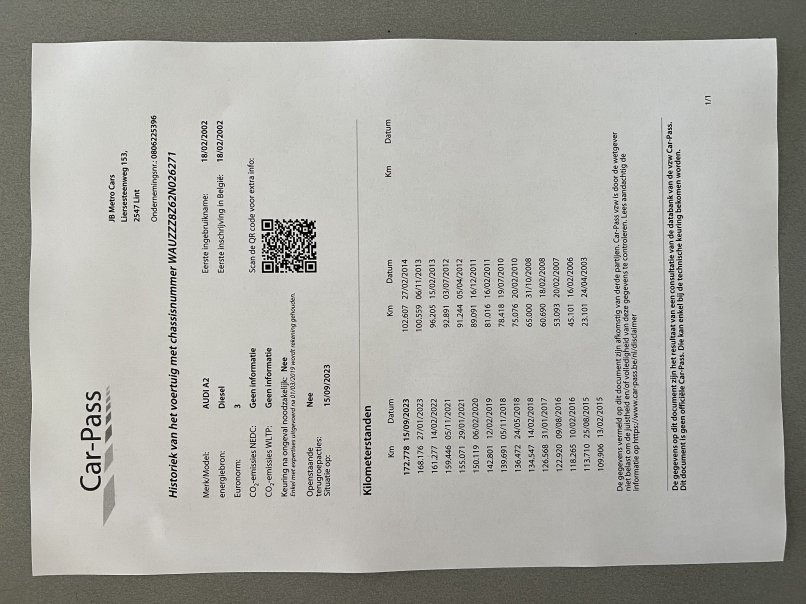 Car-Pass
JB Metro Cars
Liersesteenweg 153,
2547 Lint
Ondernemingsnr.: 0806225396
Historiek van het voertuig met chassisnummer WAUZZZ8Z62N026271
Merk/Model: AUDI A2
energiebron: Diesel
Euronorm: 3
CO₂-emissies NEDC: Geen informatie
CO₂-emissies WLTP: Geen informatie
Keuring na ongeval noodzakelijk: Nee
Enkel met expertises uitgevoerd na 01/03/2019 wordt rekening gehouden.
Openstaande
terugroepacties: Nee
Situatie op: 15/09/2023
Eerste ingebruikname: 18/02/2002
Eerste inschrijving in België: 18/02/2002
Scan de QR code voor extra info:
Kilometerstanden
Km Datum
172.778 15/09/2023
168.176 27/01/2023
161.277 14/02/2022
159.446 05/11/2021
155.071 29/01/2021
150.119 06/02/2020
142.801 12/02/2019
139.691 05/11/2018
136.472 24/05/2018
134.547 14/02/2018
126.568 31/01/2017
122.920 09/08/2016
118.265 10/02/2016
113.710 25/08/2015
109.906 13/02/2015
Km Datum
102.607 27/02/2014
100.559 06/11/2013
96.205 15/02/2013
92.891 03/07/2012
91.244 05/04/2012
89.091 16/12/2011
81.016 16/02/2011
78.418 19/07/2010
75.076 20/02/2010
65.000 31/10/2008
60.690 18/02/2008
53.093 20/02/2007
45.101 16/02/2006
23.101 24/04/2003
Km Datum
De gegevens vermeld op dit document zijn afkomstig van derde partijen. Car-Pass vzw is door de wetgever
niet belast om de juistheid en/of volledigheid van deze gegevens te controleren. Lees aandachtig de
informatie op https://www.car-pass.be/nl/disclaimer
De gegevens op dit document zijn het resultaat van een consultatie van de databank van de vzw Car-Pass.
Dit document is geen officiële Car-Pass. Die kan enkel bij de technische keuring bekomen worden.
1/1